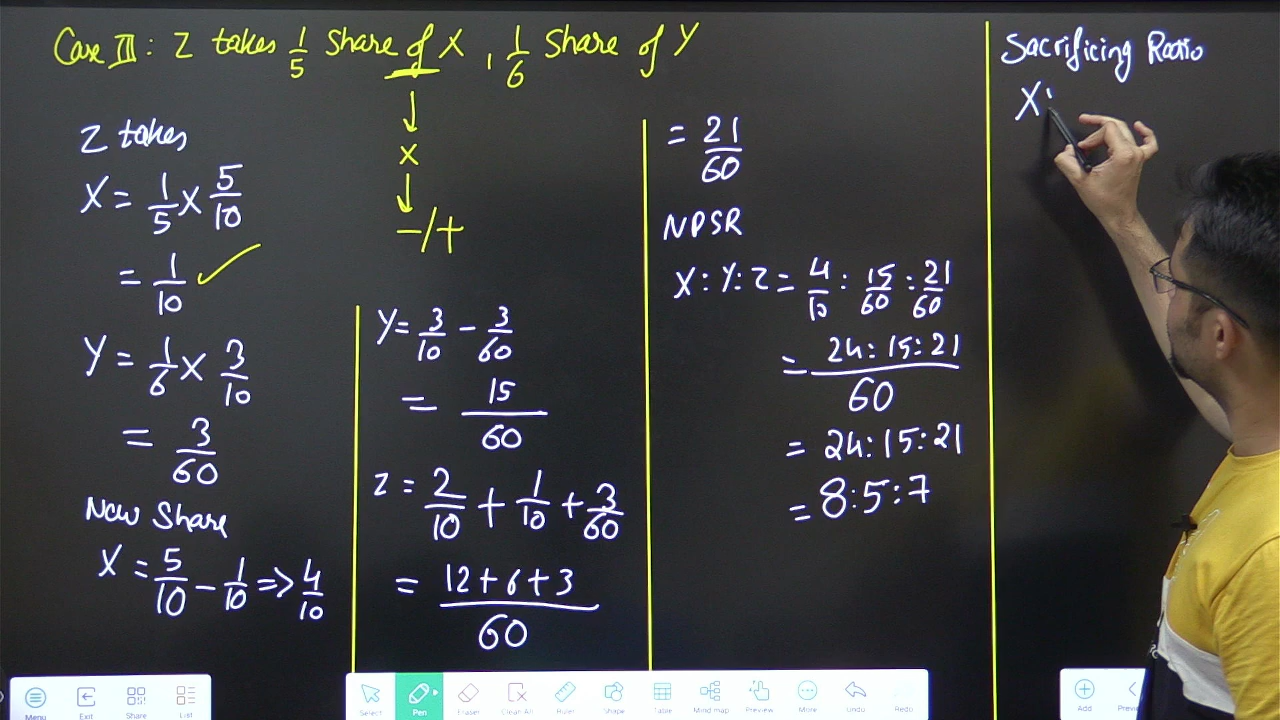 Case III: Z takes 1/5 Share of X , 1/6 Share of Y
↓
X
↓
-/+
Z takes
X = 1/5 X 5/10
= 1/10 ✓
Y = 1/6 X 3/10
= 3/60
New Share
X = 5/10 - 1/10 => 4/10
Y = 3/10 - 3/60
= 15/60
Z = 2/10 + 1/10 + 3/60
= 12+6+3/60
= 21/60
NPSR
X : Y : Z = 4/10 : 15/60 : 21/60
= 24:15:21/60
= 24:15:21
= 8:5:7
Sacrificing Ratio
X:
Menu
Exit
Share
List
Select
Pen
Eraser
Clear All
Ruler
Shape
Table
Mind map
Preview
More
Undo
Redo
Add
Previ